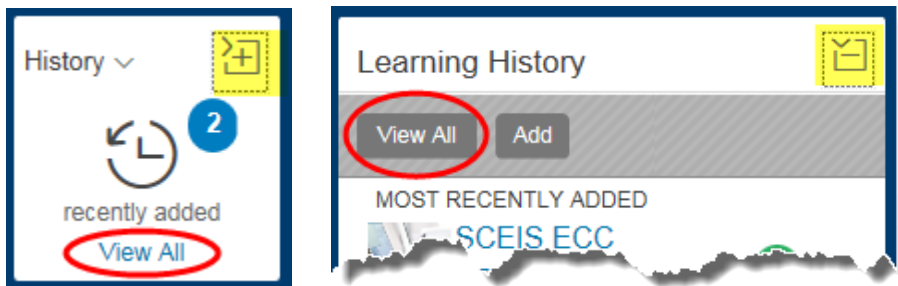 History
2
recently added
View All
Learning History
View All
Add
MOST RECENTLY ADDED
SCEIS ECC